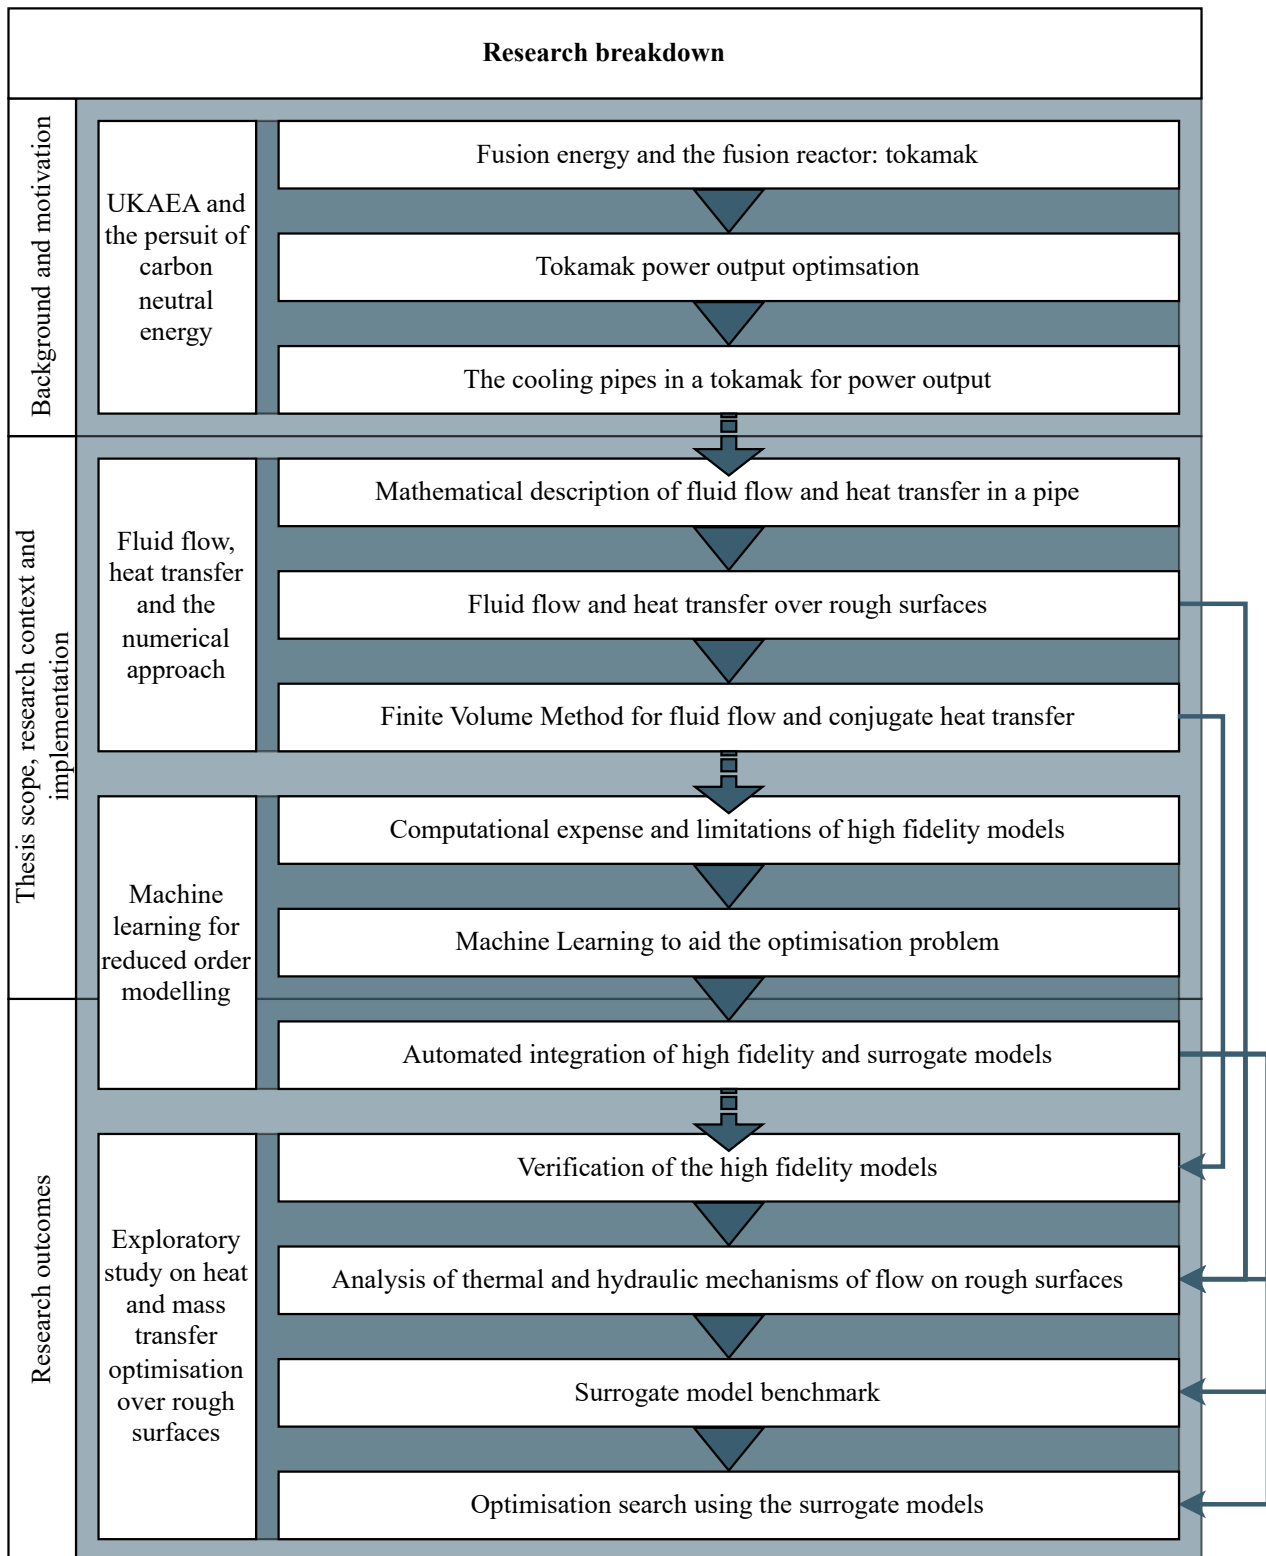 Research breakdown
Background and motivation
UKAEA and
the persuit of
carbon
neutral
energy
Fusion energy and the fusion reactor: tokamak
Tokamak power output optimsation
The cooling pipes in a tokamak for power output
Thesis scope, research context and
implementation
Fluid flow,
heat transfer
and the
numerical
approach
Mathematical description of fluid flow and heat transfer in a pipe
Fluid flow and heat transfer over rough surfaces
Finite Volume Method for fluid flow and conjugate heat transfer
Machine
learning for
reduced order
modelling
Computational expense and limitations of high fidelity models
Machine Learning to aid the optimisation problem
Automated integration of high fidelity and surrogate models
Research outcomes
Exploratory
study on heat
and mass
transfer
optimisation
over rough
surfaces
Verification of the high fidelity models
Analysis of thermal and hydraulic mechanisms of flow on rough surfaces
Surrogate model benchmark
Optimisation search using the surrogate models